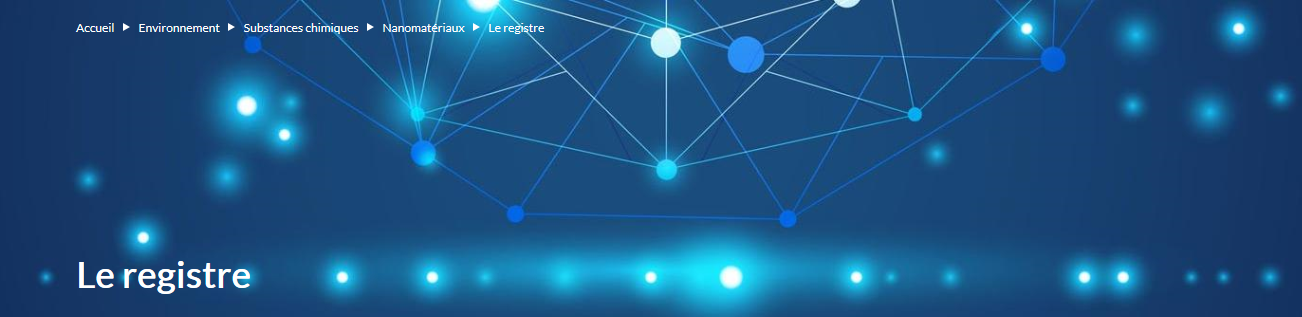 Accueil ▶ Environnement ▶ Substances chimiques ▶ Nanomatériaux ▶ Le registre
Le registre